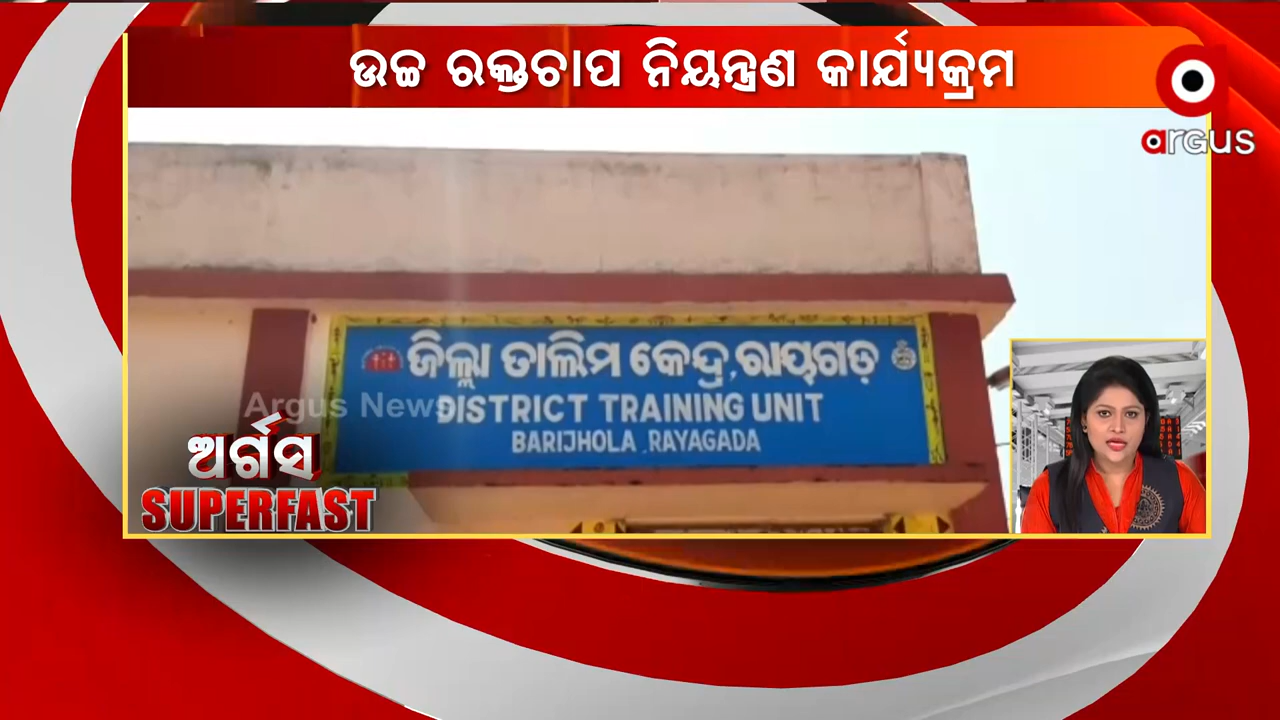 ଉଚ୍ଚ ରକ୍ତଚାପ ନିୟନ୍ତ୍ରଣ କାର୍ଯ୍ୟକ୍ରମ
argus
ଜିଲ୍ଲା ତାଲିମ କେନ୍ଦ୍ର,ରାୟଗଡ଼
Argus News
DISTRICT TRAINING UNIT
BARIJHOLA, RAYAGADA
ଅର୍ଗସ
SUPERFAST